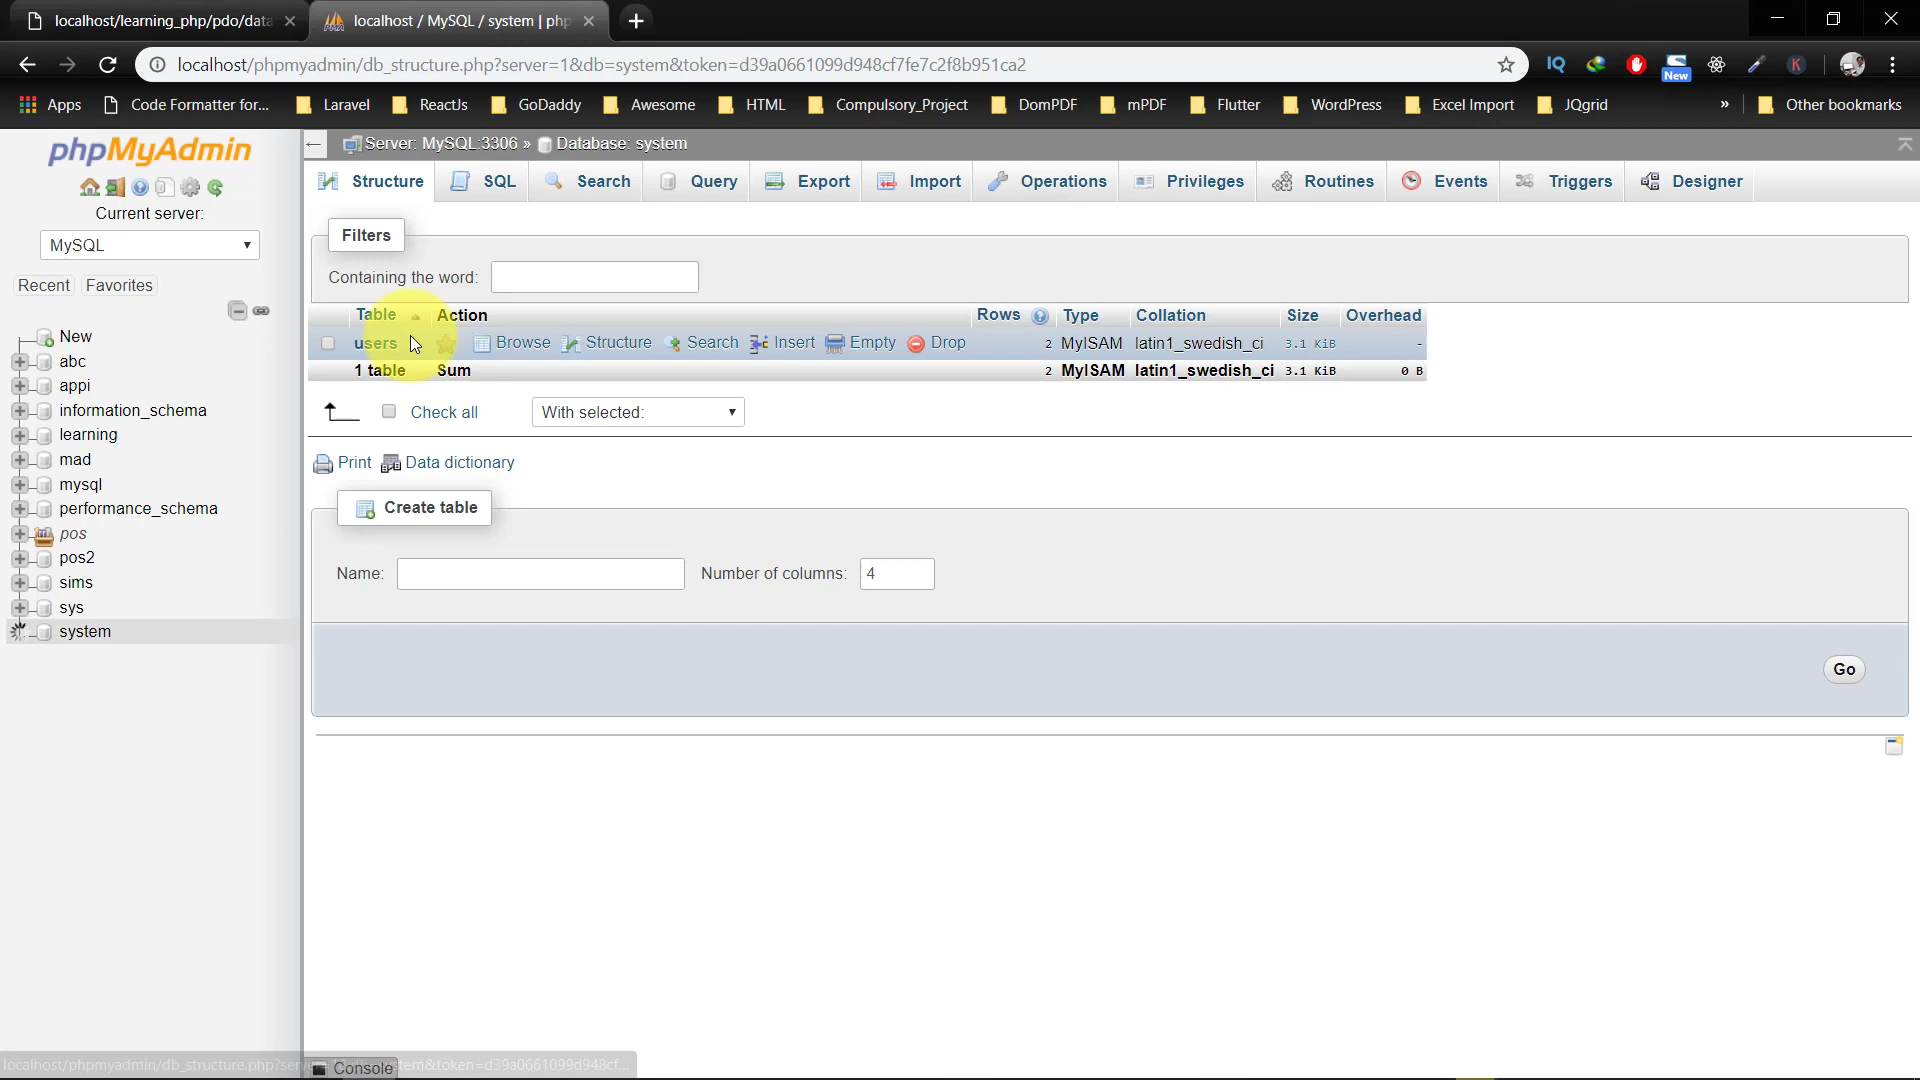 localhost/learning_php/pdo/data
localhost / MySQL / system | php
localhost/phpmyadmin/db_structure.php?server=1&db=system&token=d39a0661099d948cf7fe7c2f8b951ca2
IQ
New
K
Apps
Code Formatter for...
Laravel
ReactJs
GoDaddy
Awesome
HTML
Compulsory_Project
DomPDF
mPDF
Flutter
WordPress
Excel Import
JQgrid
»
Other bookmarks
phpMyAdmin
Current server:
MySQL
Recent
Favorites
New
abc
appi
information_schema
learning
mad
mysql
performance_schema
pos
pos2
sims
sys
system
Server: MySQL:3306 » Database: system
Structure
SQL
Search
Query
Export
Import
Operations
Privileges
Routines
Events
Triggers
Designer
Filters
Containing the word:
Table Action Rows Type Collation Size Overhead
users Browse Structure Search Insert Empty Drop 2 MyISAM latin1_swedish_ci 3.1 KiB -
1 table Sum 2 MyISAM latin1_swedish_ci 3.1 KiB 0 B
Check all
With selected:
Print Data dictionary
Create table
Name:
Number of columns: 4
Go
Console